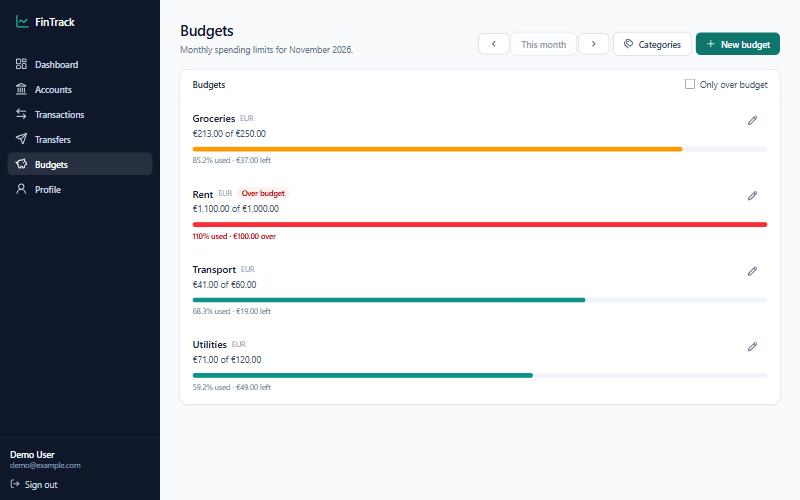 FinTrack
Dashboard
Accounts
Transactions
Transfers
Budgets
Profile
Demo User
demo@example.com
Sign out
Budgets
Monthly spending limits for November 2026.
This month
Categories
New budget
Budgets
Only over budget
Groceries EUR
€213.00 of €250.00
85.2% used · €37.00 left
Rent EUR Over budget
€1,100.00 of €1,000.00
110% used · €100.00 over
Transport EUR
€41.00 of €60.00
68.3% used · €19.00 left
Utilities EUR
€71.00 of €120.00
59.2% used · €49.00 left